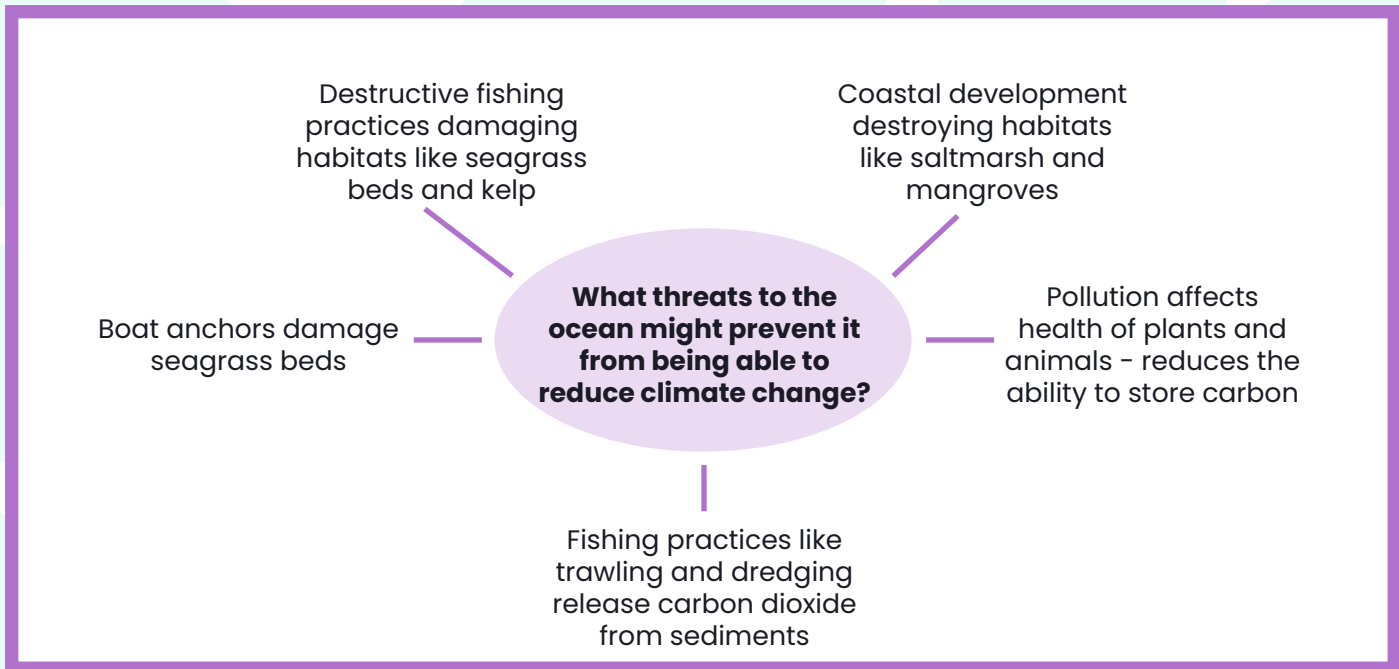 Destructive fishing
practices damaging
habitats like seagrass
beds and kelp
Coastal development
destroying habitats
like saltmarsh and
mangroves
Boat anchors damage
seagrass beds
What threats to the
ocean might prevent it
from being able to
reduce climate change?
Pollution affects
health of plants and
animals - reduces the
ability to store carbon
Fishing practices like
trawling and dredging
release carbon dioxide
from sediments